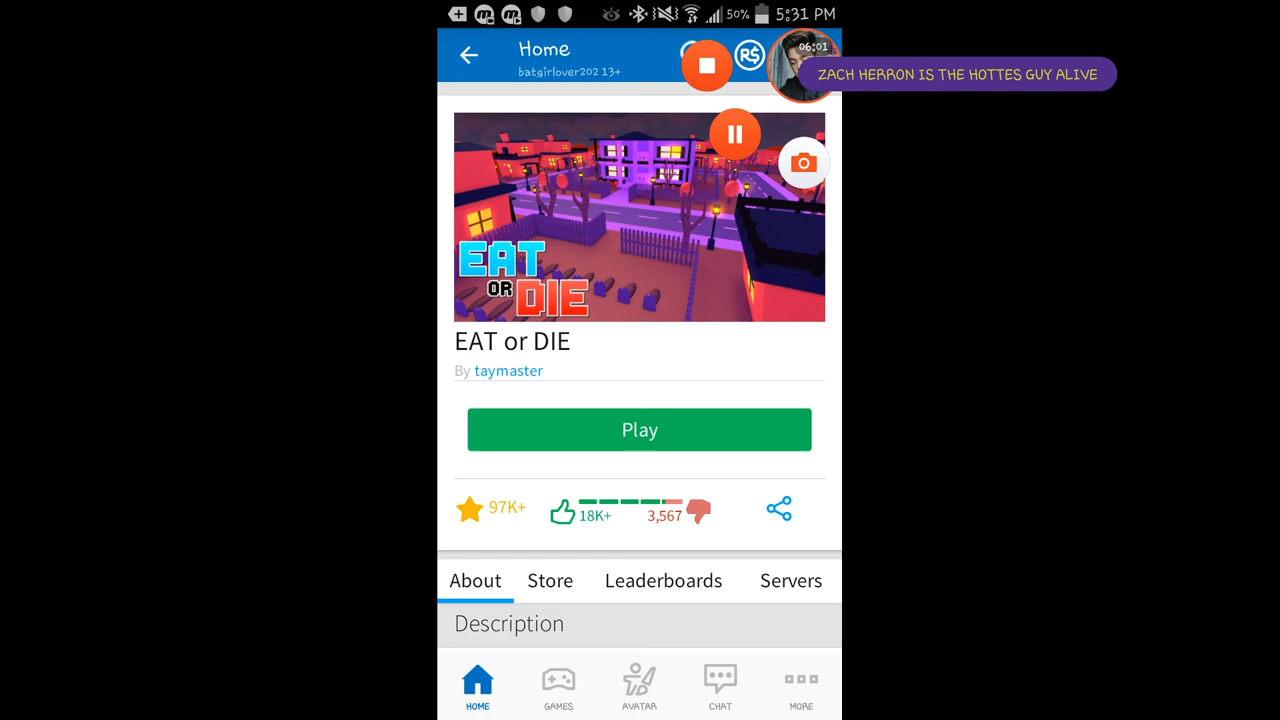 50% 5:31 PM
Home
batgirlover202 13+
R$
06:01
ZACH HERRON IS THE HOTTES GUY ALIVE
EAT
OR DIE
EAT or DIE
By taymaster
Play
97K+
18K+
3,567
About Store Leaderboards Servers
Description
HOME GAMES AVATAR CHAT MORE